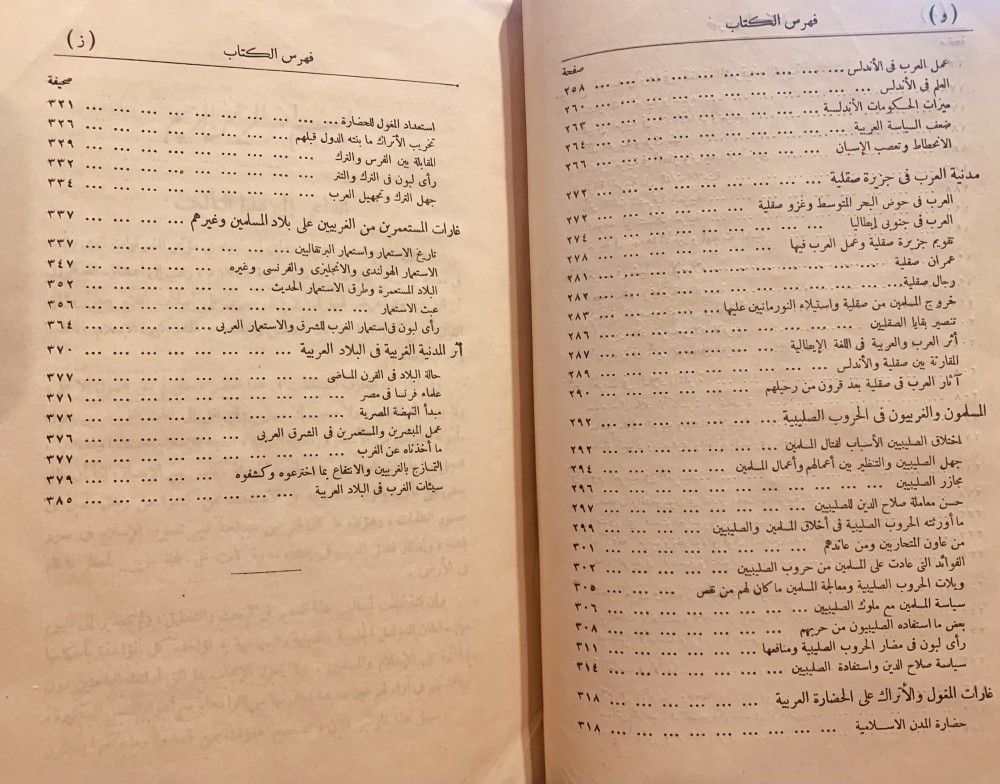 (و)
فهرس الكتاب
صفحة
عمل العرب فى الأندلس ... ... ... ... ... ... ... ... ٢٥٨
العلم فى الأندلس ... ... ... ... ... ... ... ... ٢٦٠
ميزات الحكومات الأندلسية ... ... ... ... ... ... ... ... ٢٦٣
ضعف السياسة العربية ... ... ... ... ... ... ... ... ٢٦٤
الانحطاط وتعصب الإسبان ... ... ... ... ... ... ... ... ٢٦٦
مدنية العرب فى جزيرة صقلية ... ... ... ... ... ... ... ٢٧٢
العرب فى حوض البحر المتوسط وغزو صقلية ... ... ... ... ... ٢٧٢
العرب فى جنوبى إيطاليا ... ... ... ... ... ... ... ٢٧٤
تقويم جزيرة صقلية وعمل العرب فيها ... ... ... ... ... ... ٢٧٨
عمران صقلية ... ... ... ... ... ... ... ... ... ٢٨١
رجال صقلية ... ... ... ... ... ... ... ... ... ٢٨٢
خروج المسلمين من صقلية واستيلاء النورمانيين عليها ... ... ... ... ٢٨٣
تنصير بقايا الصقليين ... ... ... ... ... ... ... ... ٢٨٦
أثر العرب والعربية فى اللغة الإيطالية ... ... ... ... ... ... ٢٨٧
المقارنة بين صقلية والأندلس ... ... ... ... ... ... ... ٢٨٩
آثار العرب فى صقلية بعد قرون من رحيلهم ... ... ... ... ... ٢٩٠
المسلمون والغربيون فى الحروب الصليبية ... ... ... ... ... ... ٢٩٢
اختلاق الصليبيين الأسباب لقتال المسلمين ... ... ... ... ... ... ٢٩٢
جهل الصليبيين والتنظير بين أعمالهم وأعمال المسلمين ... ... ... ... ٢٩٤
مجازر الصليبيين ... ... ... ... ... ... ... ... ٢٩٦
حسن معاملة صلاح الدين للصليبيين ... ... ... ... ... ... ٢٩٧
ما أورثته الحروب الصليبية فى أخلاق المسلمين والصليبيين ... ... ... ٢٩٩
من عاون المتحاربين ومن عاندهم ... ... ... ... ... ... ٣٠١
الفوائد التى عادت على المسلمين من حروب الصليبيين ... ... ... ... ٣٠٢
ويلات الحروب الصليبية ومعالجة المسلمين ما كان لهم من نقص ... ... ... ٣٠٥
سياسة المسلمين مع ملوك الصليبيين ... ... ... ... ... ... ٣٠٦
بعض ما استفاده الصليبيون من حربهم ... ... ... ... ... ... ٣٠٨
رأى لبون فى مضار الحروب الصليبية ومنافعها ... ... ... ... ... ٣١١
سياسة صلاح الدين واستفادة الصليبيين ... ... ... ... ... ... ٣١٤
غارات المغول والأتراك على الحضارة العربية ... ... ... ... ... ... ٣١٨
حضارة المدن الاسلامية ... ... ... ... ... ... ... ... ٣١٨
فهرس الكتاب
(ز)
صحيفة
استعداد المغول للحضارة ... ... ... ... ... ... ... ... ٣٢١
تخريب الأتراك ما بنته الدول قبلهم ... ... ... ... ... ... ٣٢٦
المقابلة بين الفرس والترك ... ... ... ... ... ... ... ٣٢٩
رأى لبون فى الترك والتتر ... ... ... ... ... ... ... ٣٣٢
جهل الترك وتجهيل العرب ... ... ... ... ... ... ... ٣٣٤
غارات المستعمرين من الغربيين على بلاد المسلمين وغيرهم ... ... ... ... ٣٣٧
تاريخ الاستعمار واستعمار البرتقاليين ... ... ... ... ... ... ٣٣٧
الاستعمار الهولندى والانجليزى والفرنسى وغيره ... ... ... ... ... ٣٤٧
البلاد المستعمرة وطرق الاستعمار الحديث ... ... ... ... ... ... ٣٥٢
عبث الاستعمار ... ... ... ... ... ... ... ... ... ٣٥٦
رأى لبون فى استعمار الغرب للشرق والاستعمار العربى ... ... ... ... ٣٦٤
أثر المدنية الغربية فى البلاد العربية ... ... ... ... ... ... ٣٧٠
حالة البلاد فى القرن الماضى ... ... ... ... ... ... ... ٣٧٧
علماء فرنسا فى مصر ... ... ... ... ... ... ... ... ٣٧١
مبدأ النهضة المصرية ... ... ... ... ... ... ... ... ٣٧٢
عمل المبشرين والمستعمرين فى الشرق العربى ... ... ... ... ... ٣٧٦
ما أخذناه عن الغرب ... ... ... ... ... ... ... ... ٣٧٧
التمازج بالغربيين والانتفاع بما اخترعوه وكشفوه ... ... ... ... ... ٣٧٩
سيئات الغرب فى البلاد العربية ... ... ... ... ... ... ... ٣٨٥